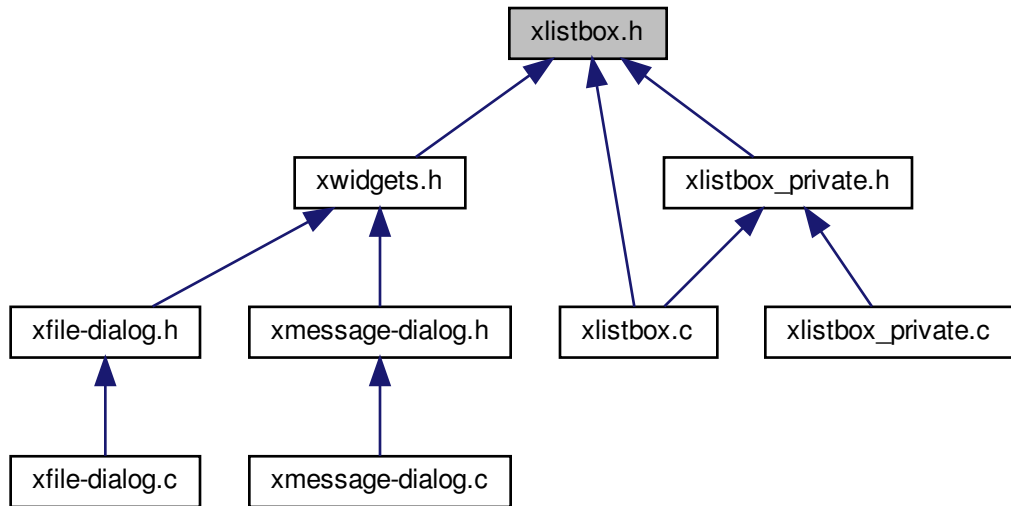 xlistbox.h
xwidgets.h
xlistbox_private.h
xfile-dialog.h
xmessage-dialog.h
xlistbox.c
xlistbox_private.c
xfile-dialog.c
xmessage-dialog.c